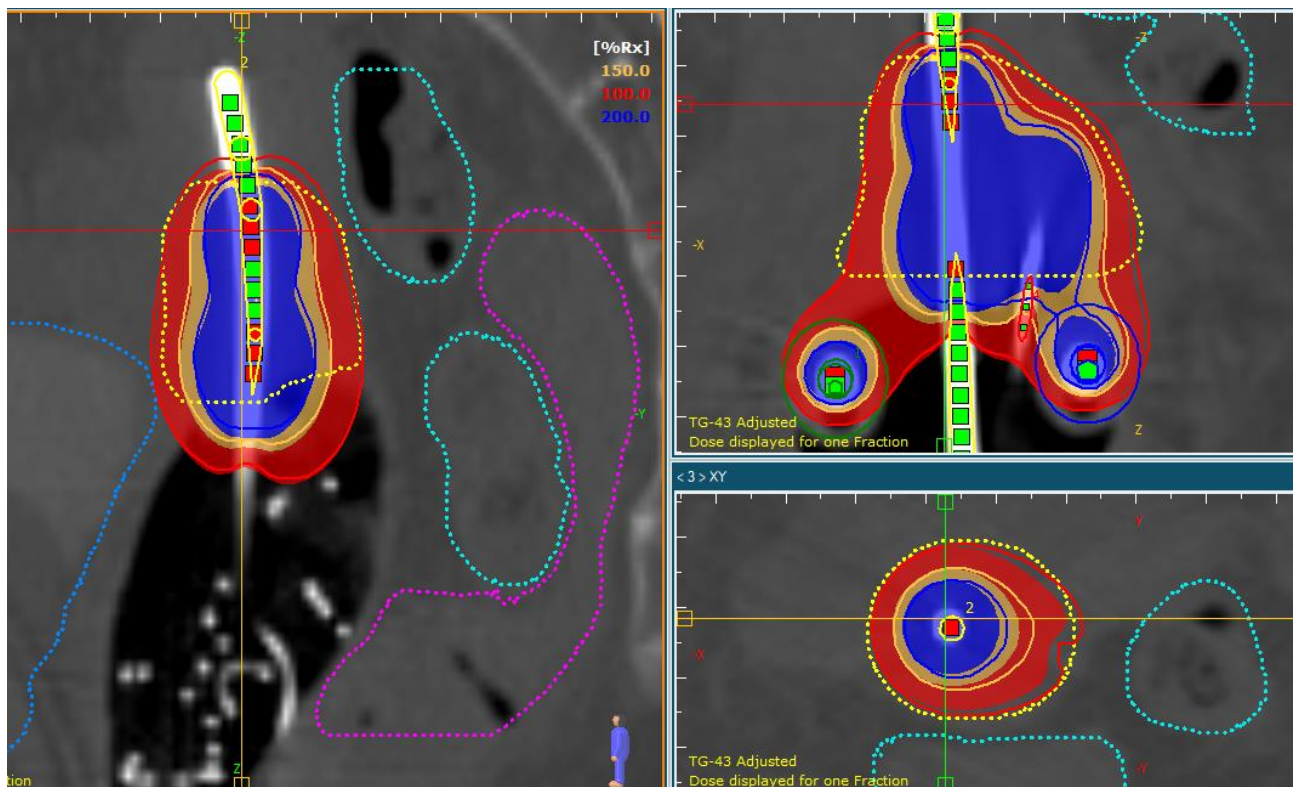 -Z
2
[%Rx]
150.0
100.0
200.0
-Y
Z
tion
-Z
-X
TG-43 Adjusted
Dose displayed for one Fraction
Z
< 3 > XY
Y
2
-X
TG-43 Adjusted
Dose displayed for one Fraction
-Y